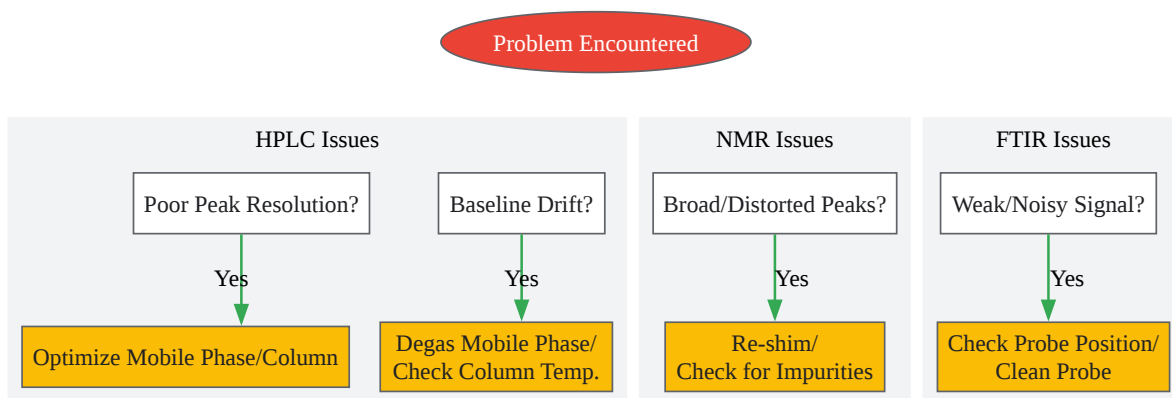 Problem Encountered
HPLC Issues
NMR Issues
FTIR Issues
Poor Peak Resolution?
Baseline Drift?
Broad/Distorted Peaks?
Weak/Noisy Signal?
Yes
Yes
Yes
Yes
Optimize Mobile Phase/Column
Degas Mobile Phase/
Check Column Temp.
Re-shim/
Check for Impurities
Check Probe Position/
Clean Probe